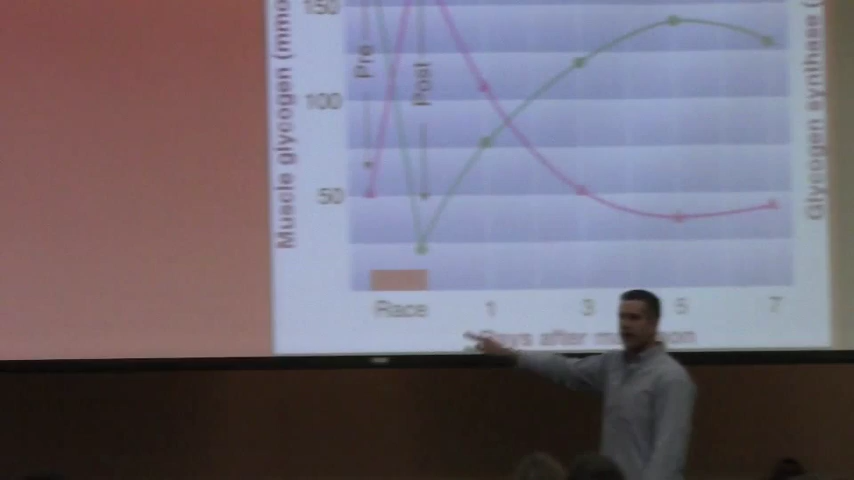 150
100
50
Muscle glycogen (mmo
Pre
Post
Glycogen synthase (
Race 1 3 5 7
Days after